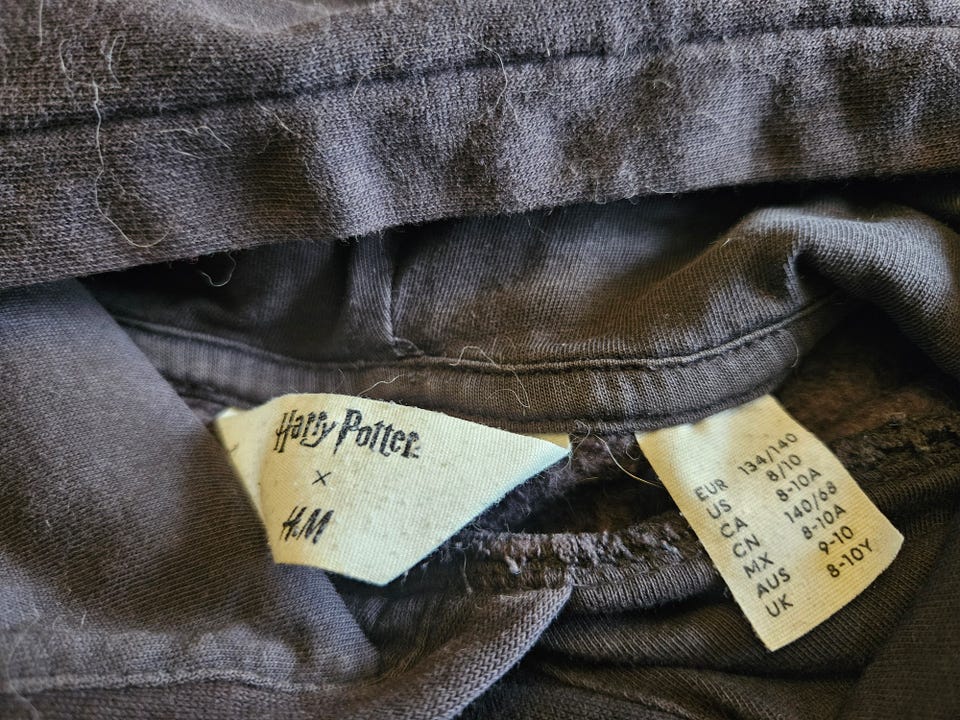 Harry Potter
x
H&M
EUR 134/140
US 8/10
CA 8-10A
CN 140/68
MX 8-10A
AUS 9-10
UK 8-10Y